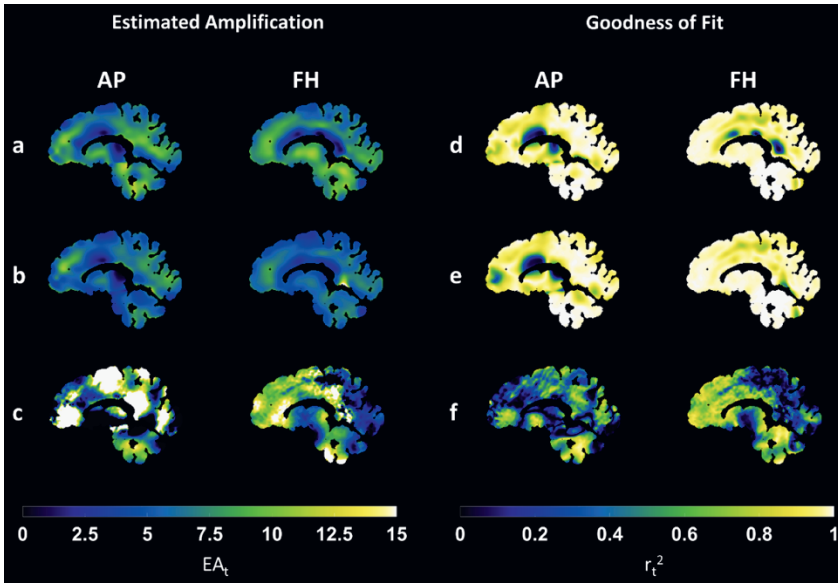 Estimated Amplification Goodness of Fit
AP FH AP FH
a d
b e
c f
0 2.5 5 7.5 10 12.5 15 0 0.2 0.4 0.6 0.8 1
EAₜ rₜ²